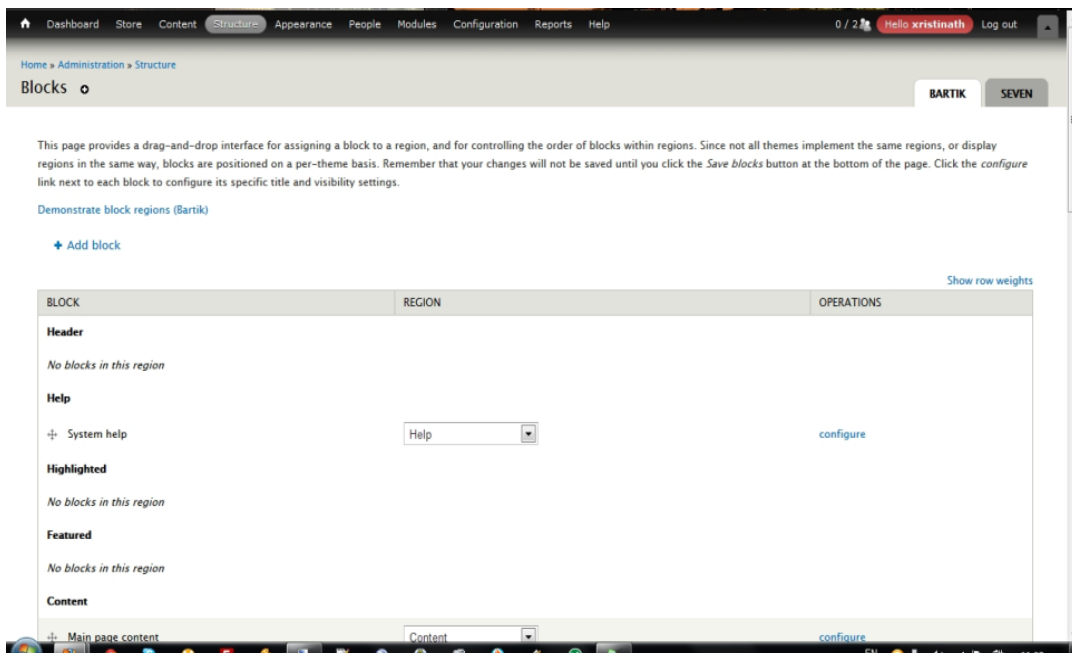 Dashboard Store Content Structure Appearance People Modules Configuration Reports Help 0 / 2 Hello xristinath Log out
Home » Administration » Structure
Blocks
BARTIK SEVEN
This page provides a drag-and-drop interface for assigning a block to a region, and for controlling the order of blocks within regions. Since not all themes implement the same regions, or display
regions in the same way, blocks are positioned on a per-theme basis. Remember that your changes will not be saved until you click the Save blocks button at the bottom of the page. Click the configure
link next to each block to configure its specific title and visibility settings.
Demonstrate block regions (Bartik)
+ Add block
Show row weights
BLOCK REGION OPERATIONS
Header
No blocks in this region
Help
System help Help configure
Highlighted
No blocks in this region
Featured
No blocks in this region
Content
Main page content Content configure
EN